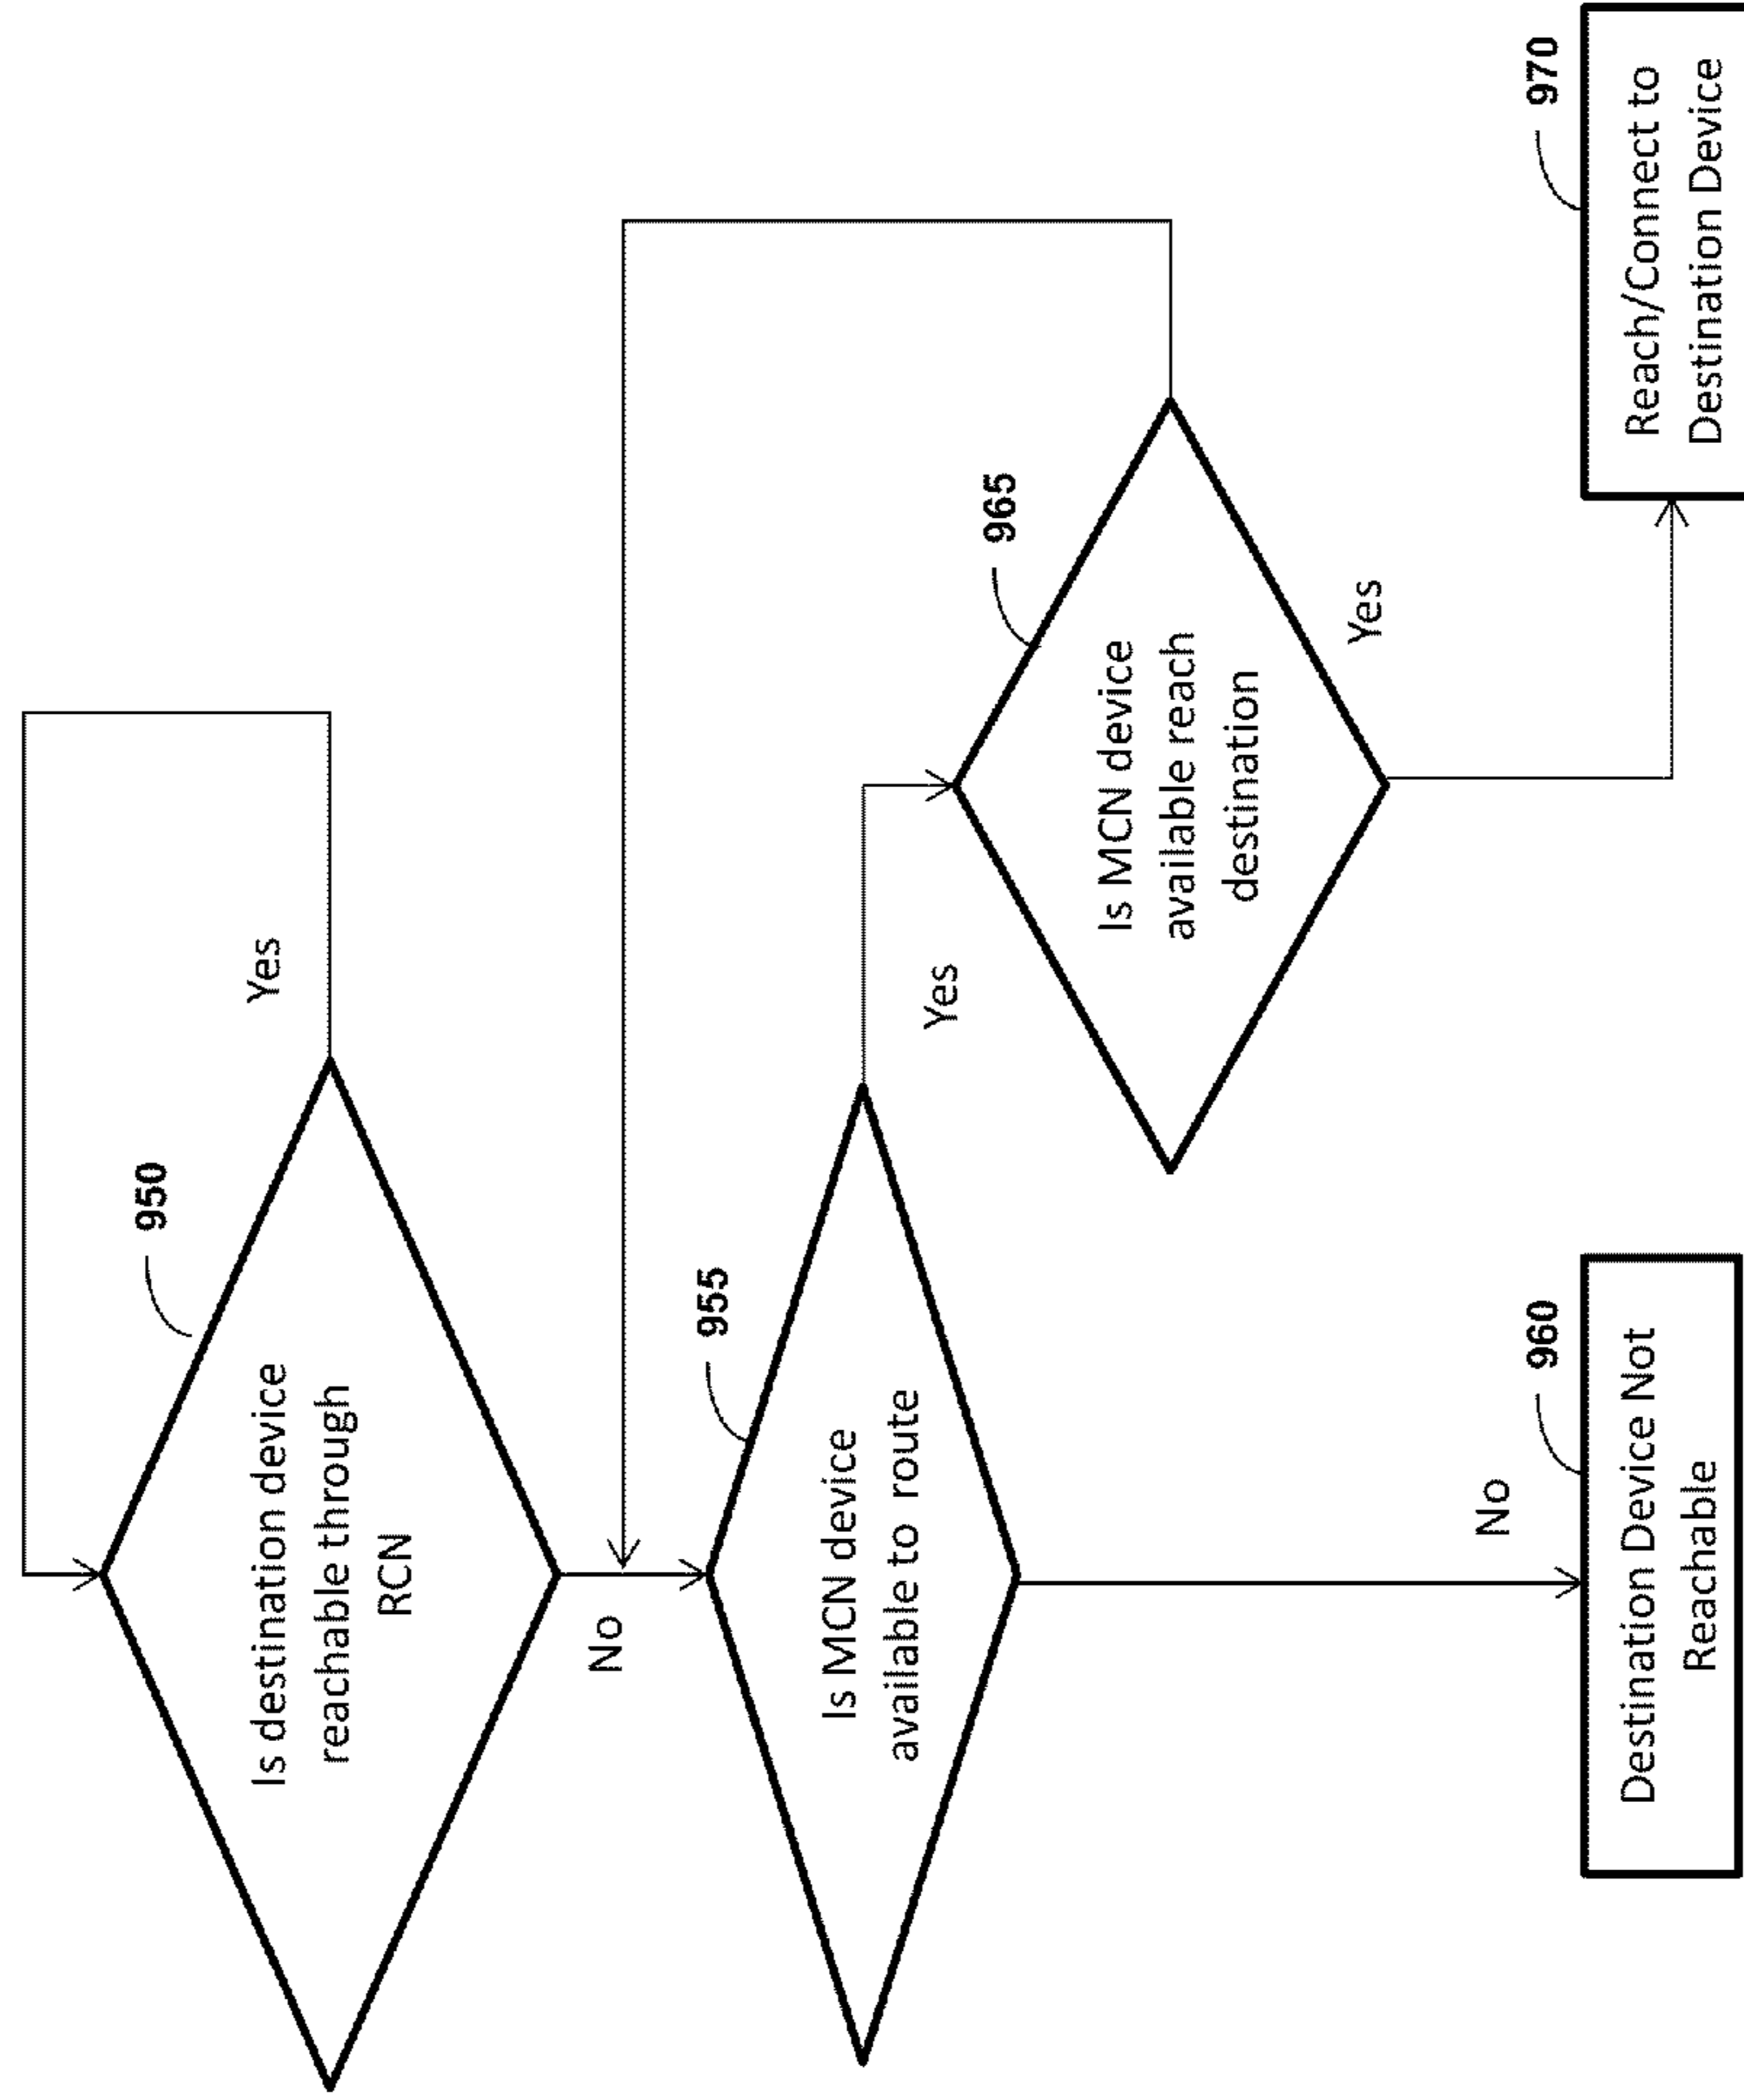 950
Is destination device
reachable through
RCN
Yes
No
955
Is MCN device
available to route
Yes
965
Is MCN device
available reach
destination
Yes
No
960
Destination Device Not
Reachable
970
Reach/Connect to
Destination Device